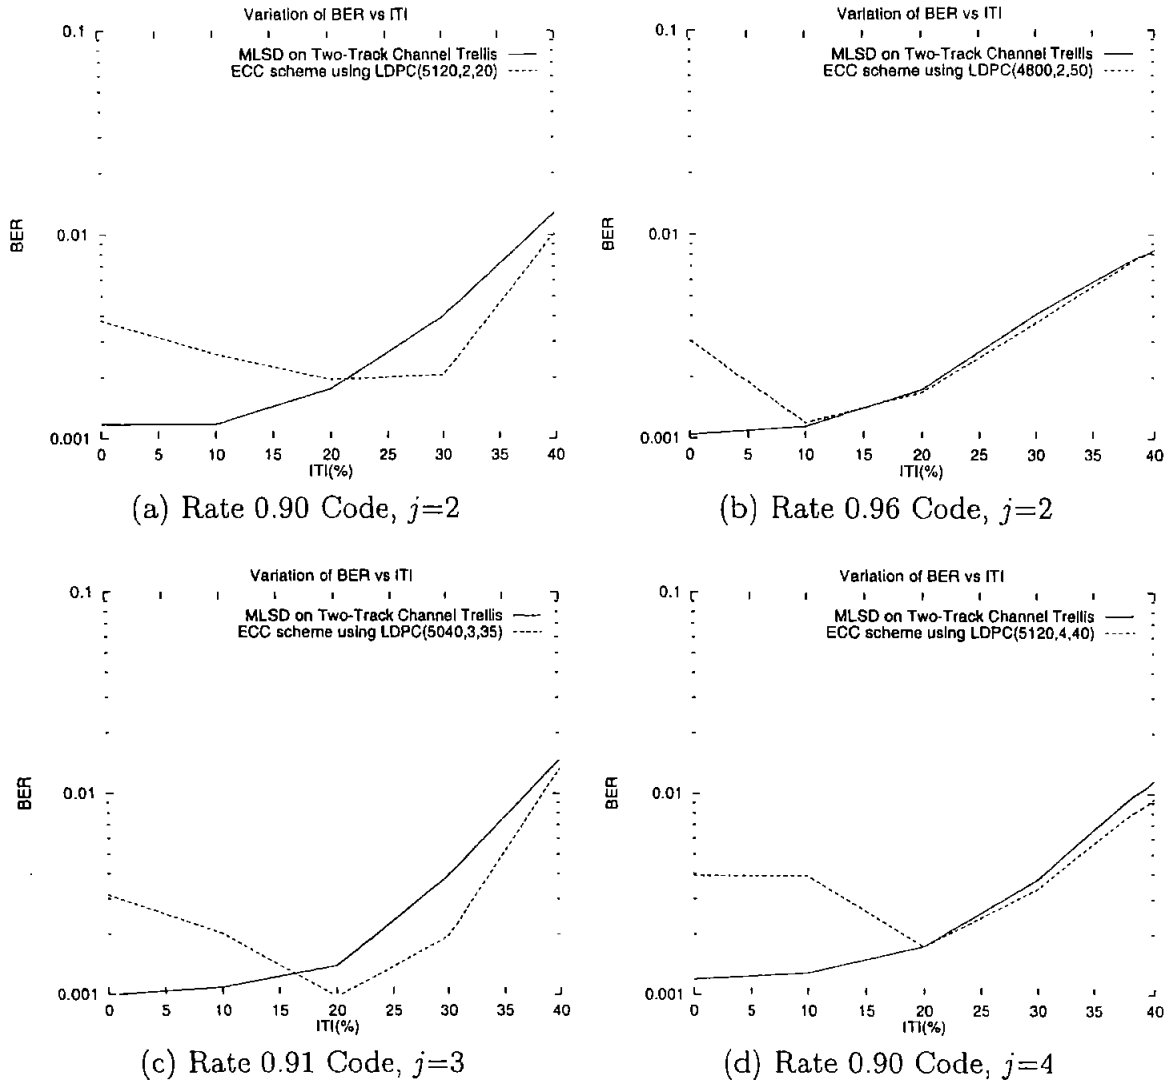 Variation of BER vs ITI
0.1
MLSD on Two-Track Channel Trellis
ECC scheme using LDPC(5120,2,20)
BER
0.01
0.001
0 5 10 15 20 25 30 35 40
ITI(%)
(a) Rate 0.90 Code, j=2
Variation of BER vs ITI
0.1
MLSD on Two-Track Channel Trellis
ECC scheme using LDPC(4800,2,50)
BER
0.01
0.001
0 5 10 15 20 25 30 35 40
ITI(%)
(b) Rate 0.96 Code, j=2
Variation of BER vs ITI
0.1
MLSD on Two-Track Channel Trellis
ECC scheme using LDPC(5040,3,35)
BER
0.01
0.001
0 5 10 15 20 25 30 35 40
ITI(%)
(c) Rate 0.91 Code, j=3
Variation of BER vs ITI
0.1
MLSD on Two-Track Channel Trellis
ECC scheme using LDPC(5120,4,40)
BER
0.01
0.001
0 5 10 15 20 25 30 35 40
ITI(%)
(d) Rate 0.90 Code, j=4